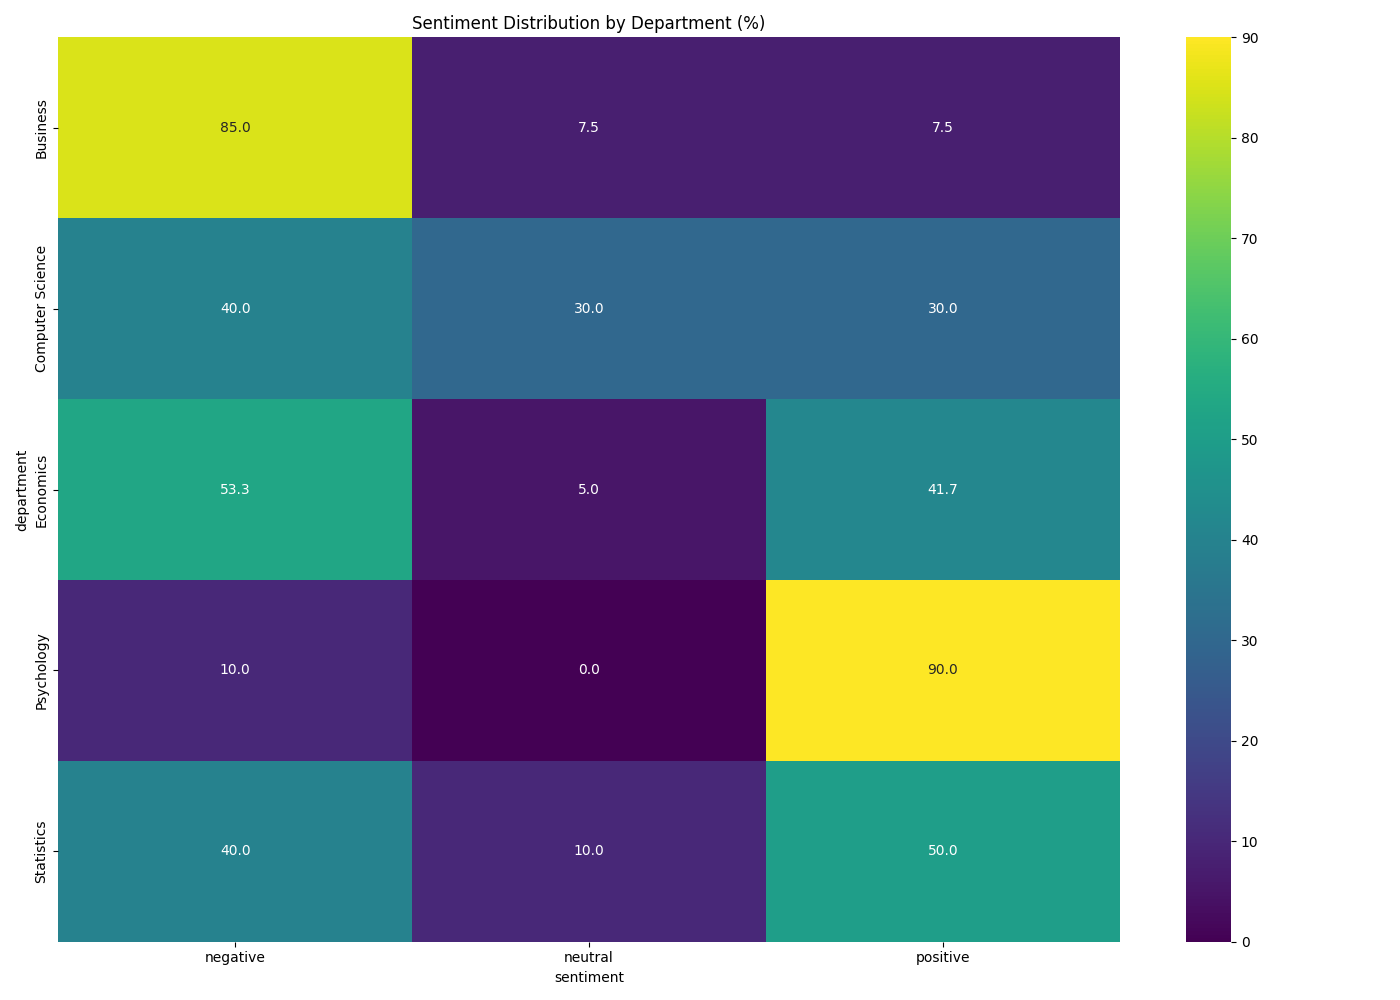 Sentiment Distribution by Department (%)
department
Business
85.0 7.5 7.5
Computer Science
40.0 30.0 30.0
Economics
53.3 5.0 41.7
Psychology
10.0 0.0 90.0
Statistics
40.0 10.0 50.0
negative neutral positive
sentiment
90
80
70
60
50
40
30
20
10
0